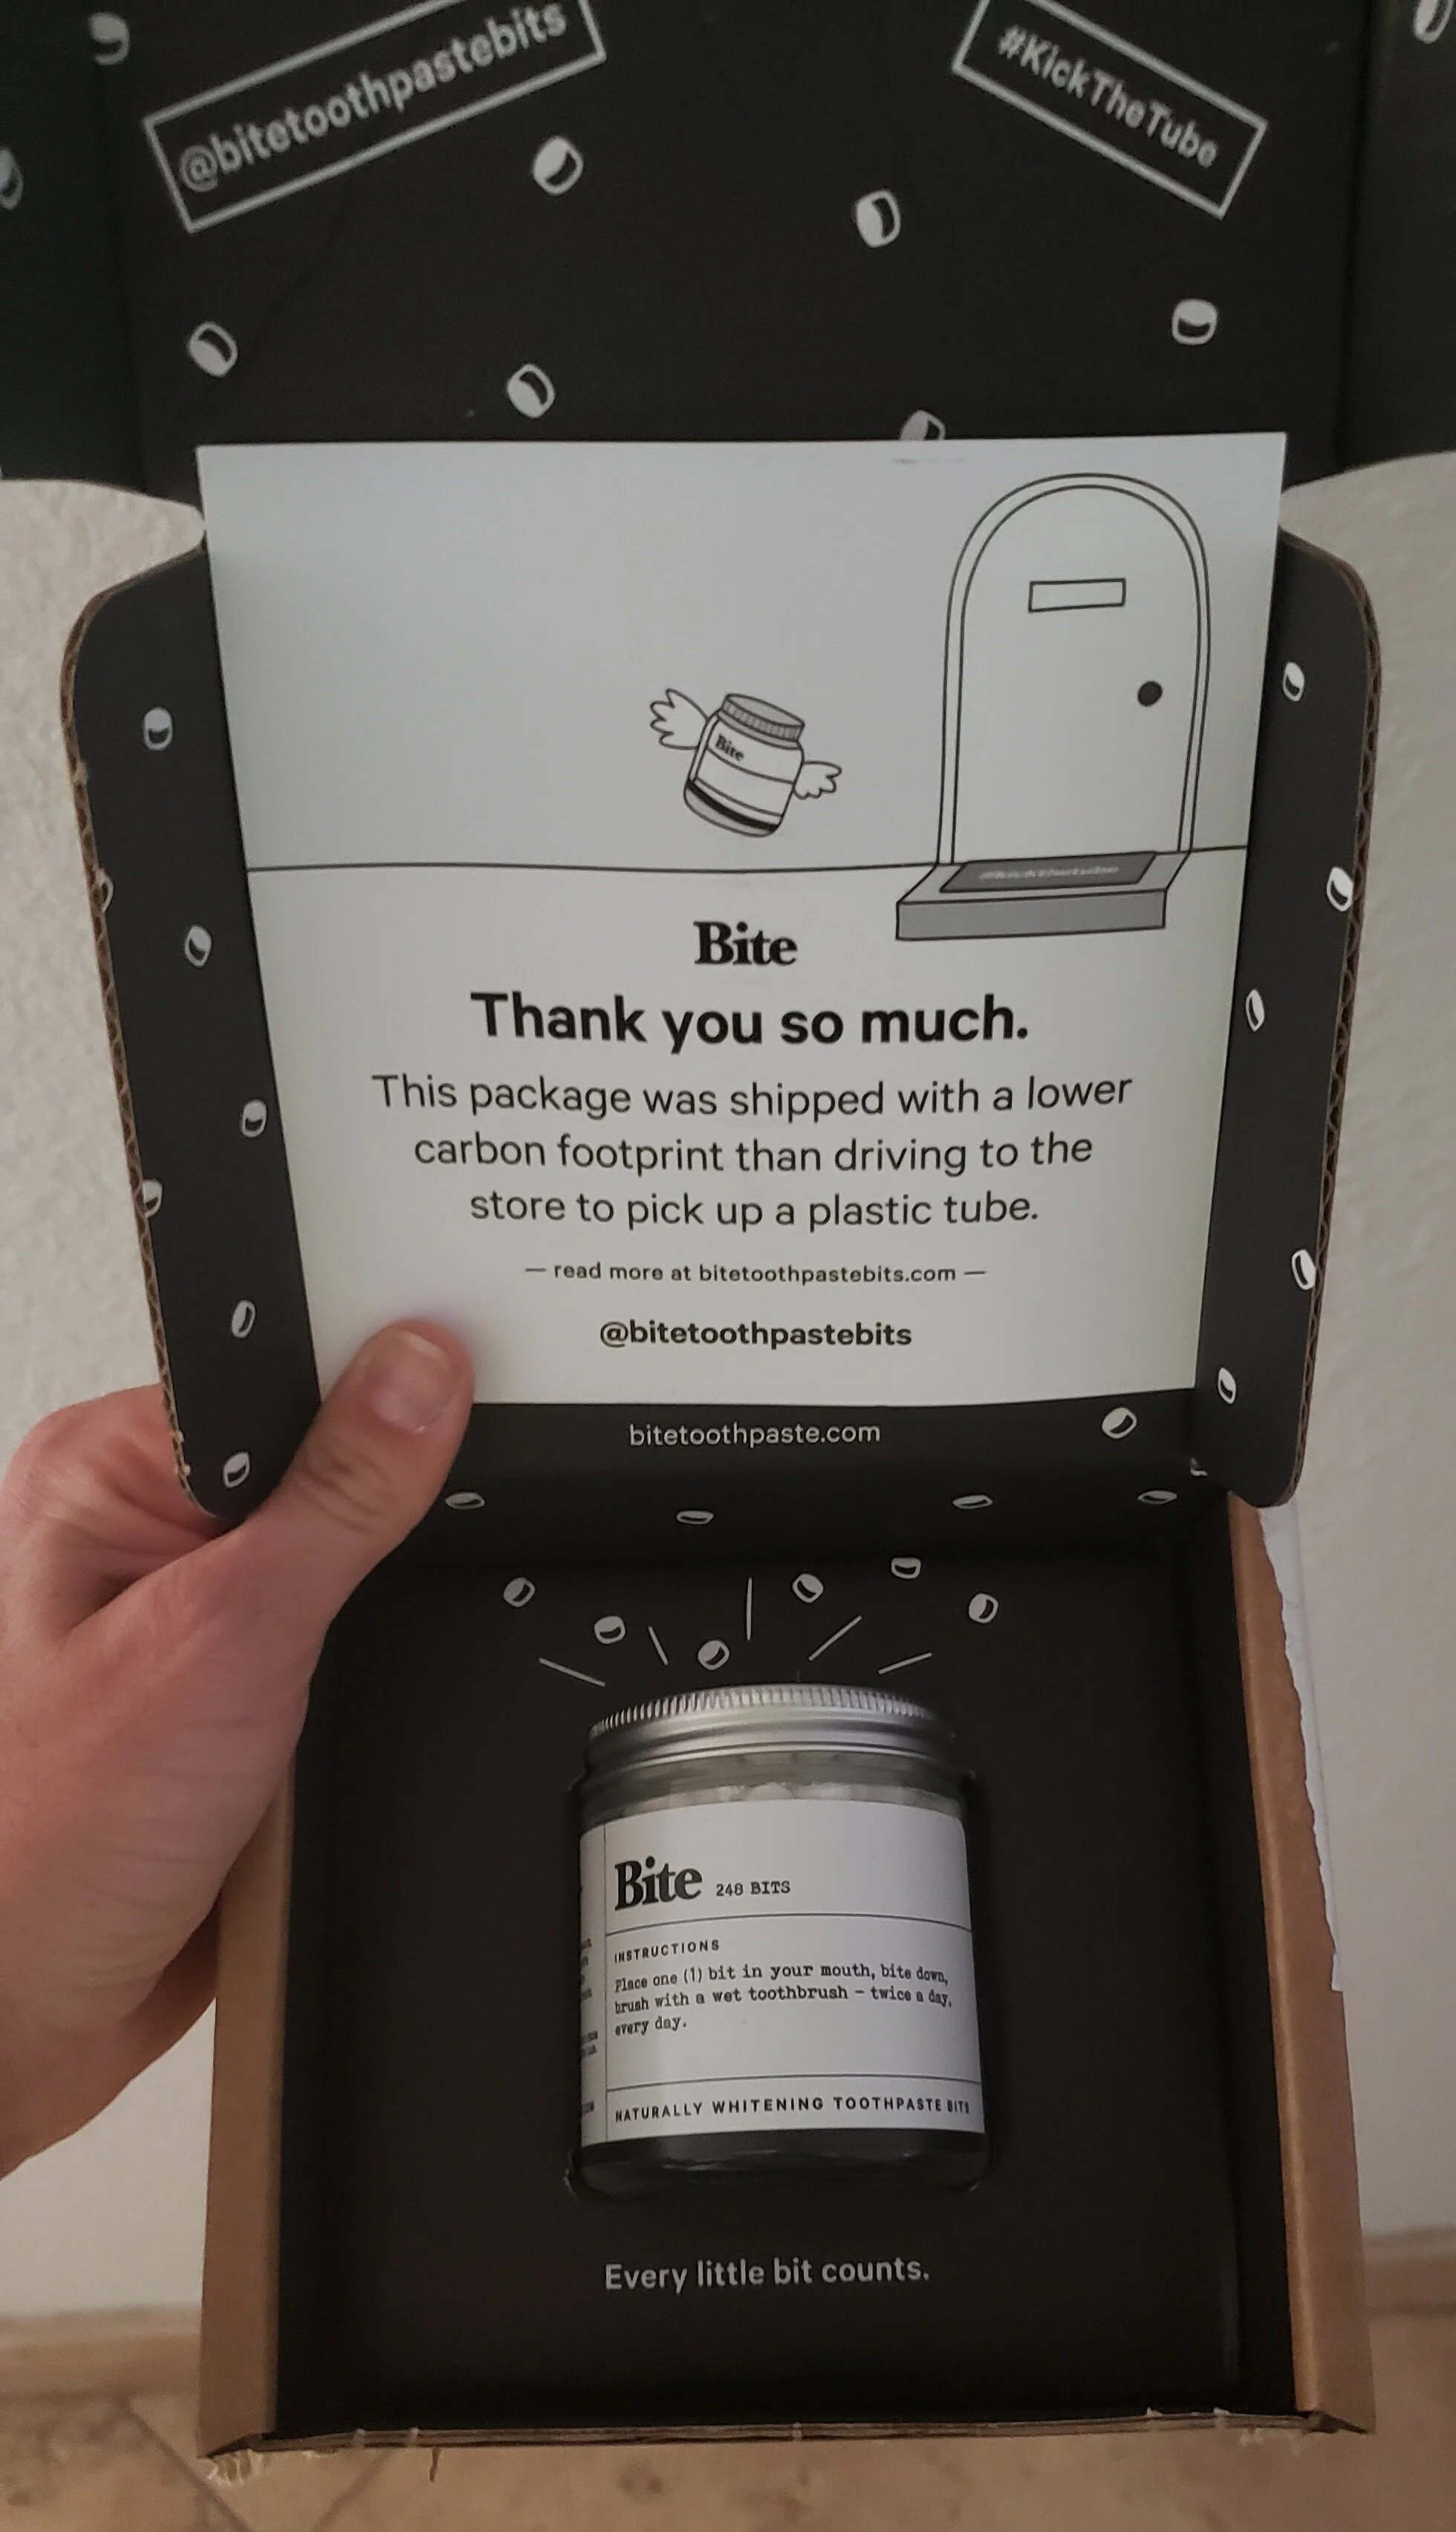 @bitetoothpastebits
#KickTheTube
Bite
#kickthetube
Bite
Thank you so much.
This package was shipped with a lower
carbon footprint than driving to the
store to pick up a plastic tube.
— read more at bitetoothpastebits.com —
@bitetoothpastebits
bitetoothpaste.com
Bite 248 BITS
INSTRUCTIONS
Place one (1) bit in your mouth, bite down,
brush with a wet toothbrush – twice a day,
every day.
NATURALLY WHITENING TOOTHPASTE BITS
Every little bit counts.